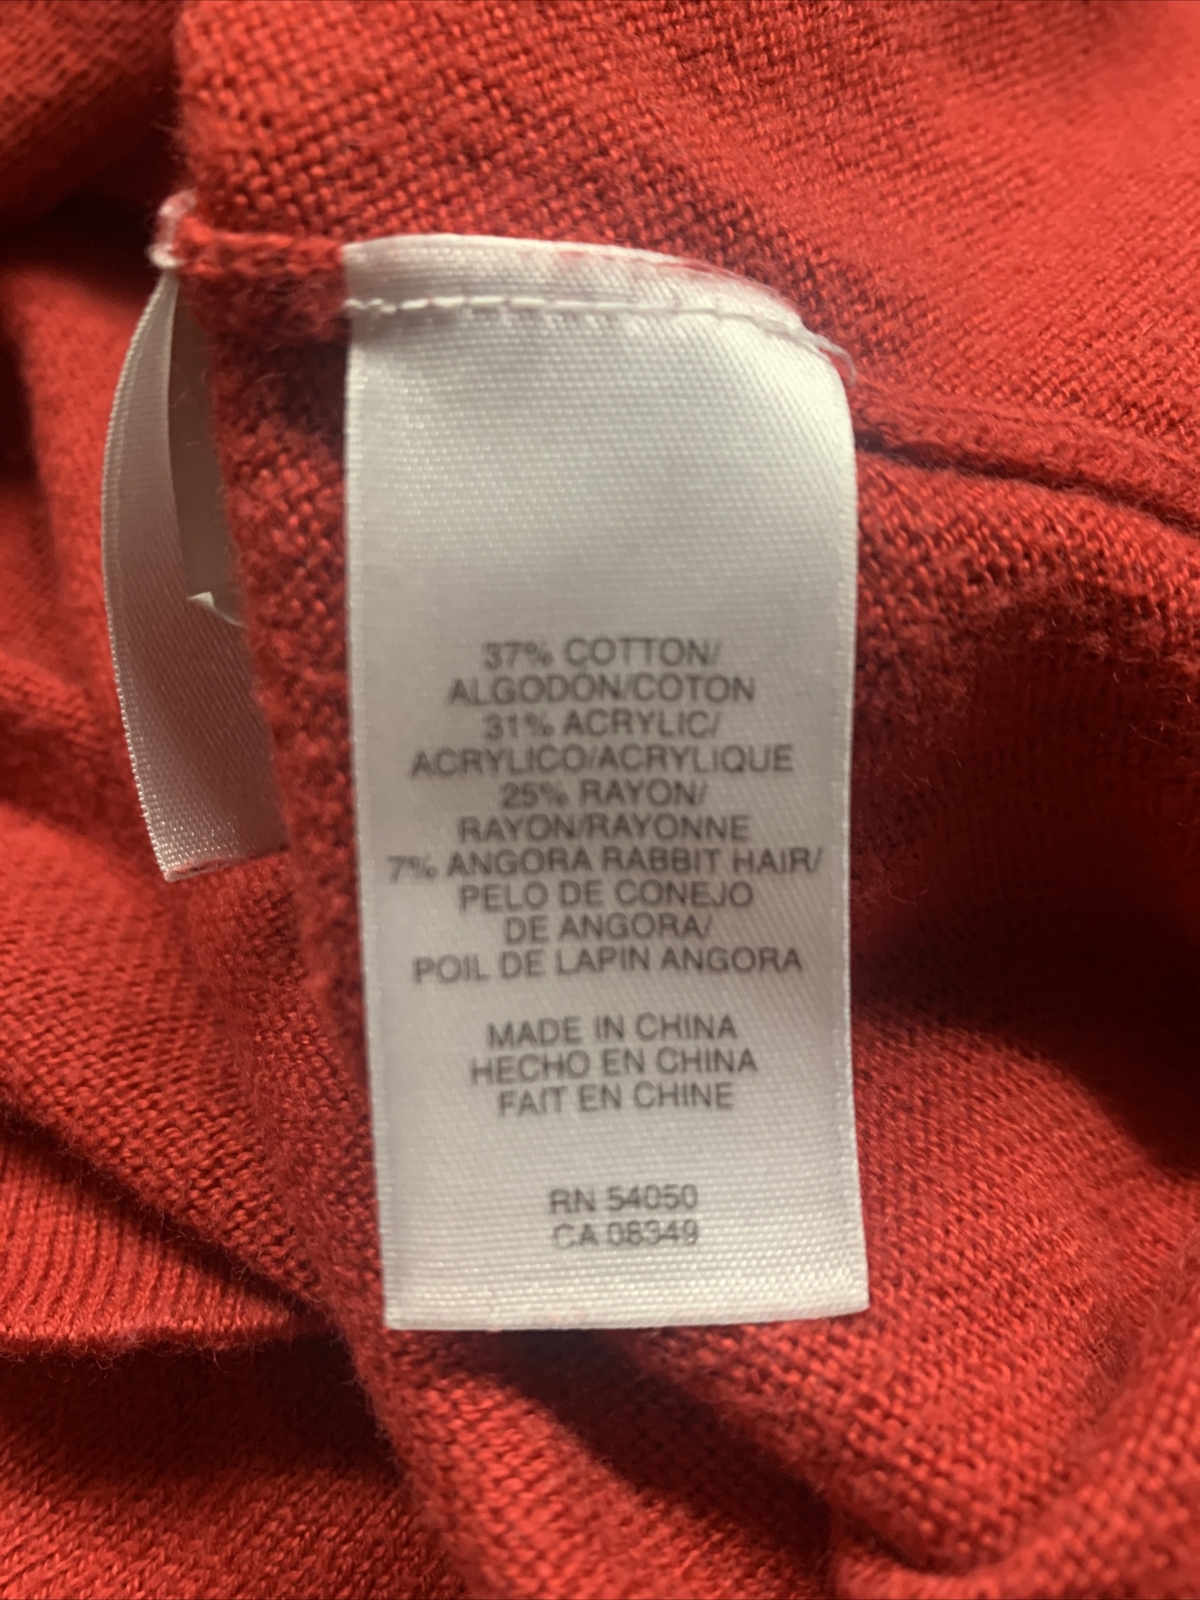 37% COTTON/
ALGODÓN/COTON
31% ACRYLIC/
ACRYLICO/ACRYLIQUE
25% RAYON/
RAYON/RAYONNE
7% ANGORA RABBIT HAIR/
PELO DE CONEJO
DE ANGORA/
POIL DE LAPIN ANGORA
MADE IN CHINA
HECHO EN CHINA
FAIT EN CHINE
RN 54050
CA 08349